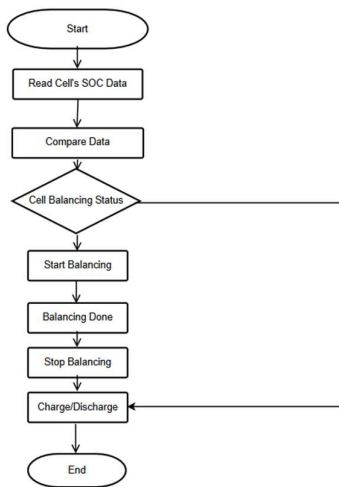 Start
Read Cell's SOC Data
Compare Data
Cell Balancing Status
Start Balancing
Balancing Done
Stop Balancing
Charge/Discharge
End